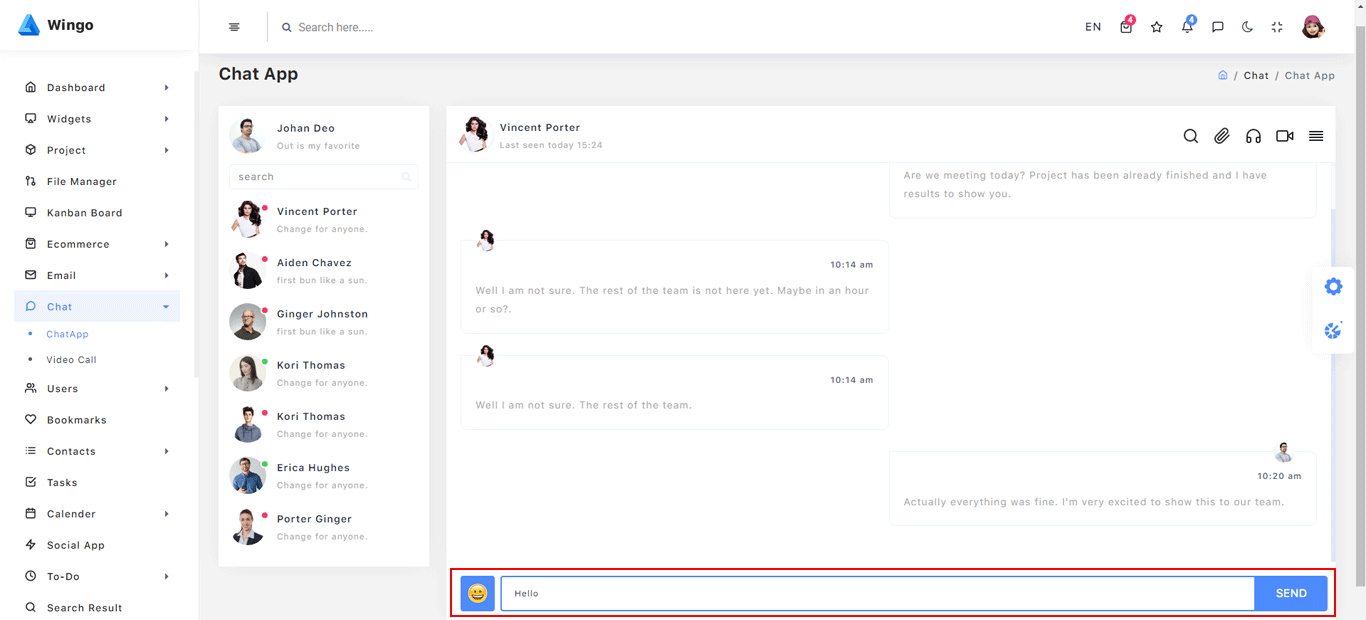 Wingo
Search here.....
EN
4
4
Dashboard
Widgets
Project
File Manager
Kanban Board
Ecommerce
Email
Chat
ChatApp
Video Call
Users
Bookmarks
Contacts
Tasks
Calender
Social App
To-Do
Search Result
Chat App
/ Chat / Chat App
Johan Deo
Out is my favorite
search
Vincent Porter
Change for anyone.
Aiden Chavez
first bun like a sun.
Ginger Johnston
first bun like a sun.
Kori Thomas
Change for anyone.
Kori Thomas
Change for anyone.
Erica Hughes
Change for anyone.
Porter Ginger
Change for anyone.
Vincent Porter
Last seen today 15:24
Are we meeting today? Project has been already finished and I have
results to show you.
10:14 am
Well I am not sure. The rest of the team is not here yet. Maybe in an hour
or so?.
10:14 am
Well I am not sure. The rest of the team.
10:20 am
Actually everything was fine. I'm very excited to show this to our team.
Hello
SEND